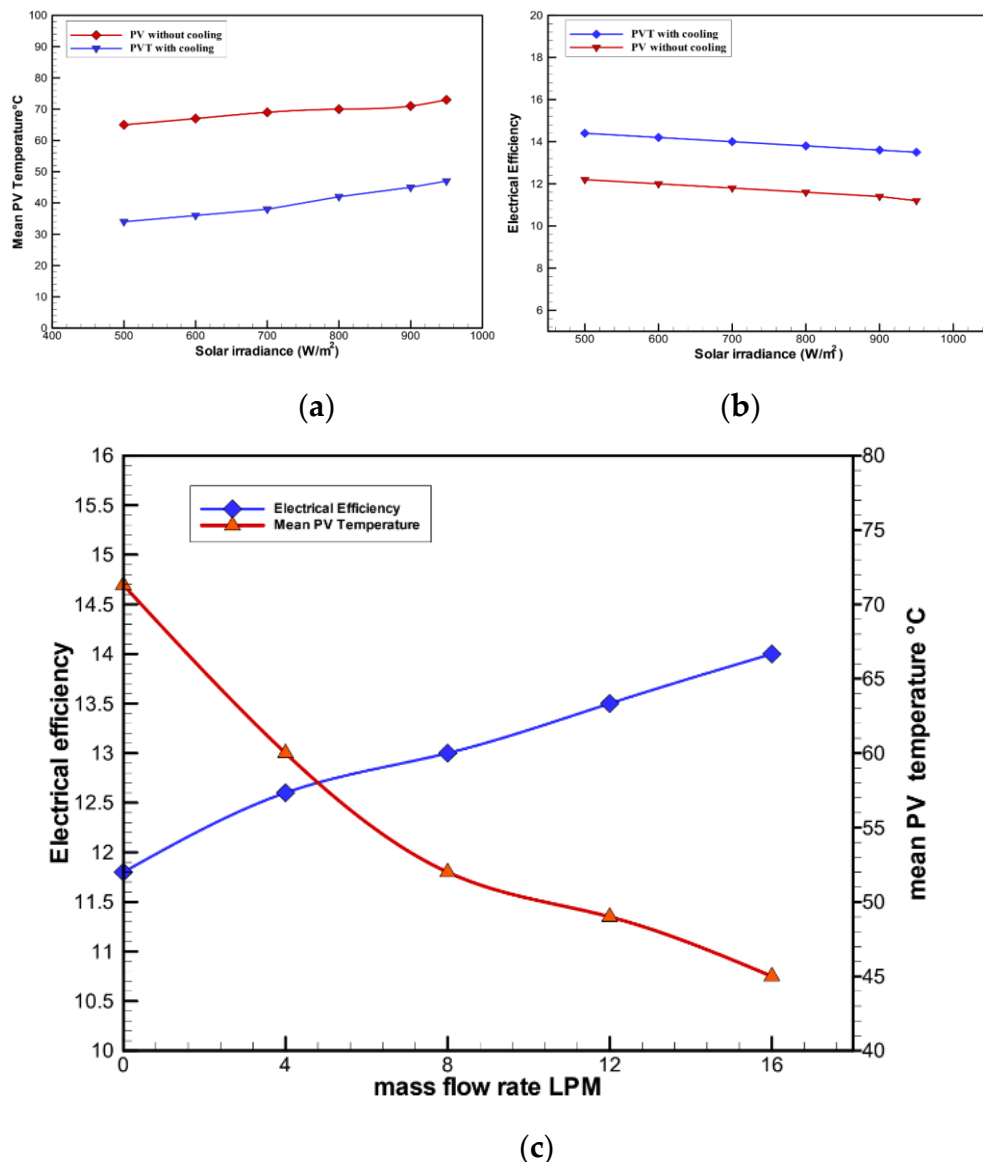 100
90
80
70
60
50
40
30
20
10
0
Mean PV Temperature°C
PV without cooling
PVT with cooling
400 500 600 700 800 900 1000
Solar irradiance (W/m²)
(a)
20
18
16
14
12
10
8
6
Electrical Efficiency
PVT with cooling
PV without cooling
500 600 700 800 900 1000
Solar irradiance (W/m²)
(b)
16
15.5
15
14.5
14
13.5
13
12.5
12
11.5
11
10.5
10
Electrical efficiency
Electrical Efficiency
Mean PV Temperature
80
75
70
65
60
55
50
45
40
mean PV temperature °C
0 4 8 12 16
mass flow rate LPM
(c)